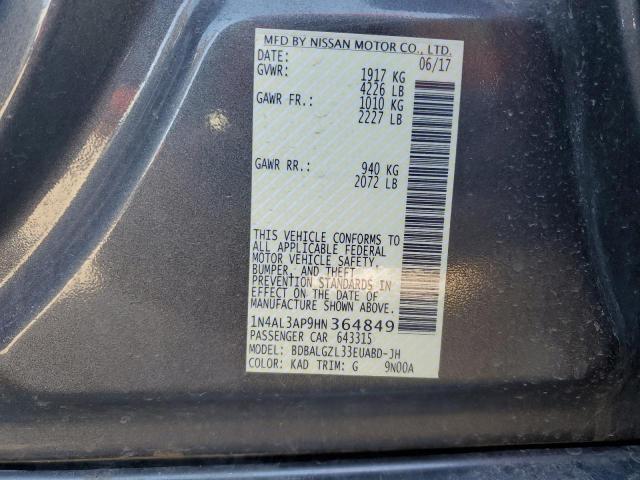 MFD BY NISSAN MOTOR CO., LTD.
DATE: 06/17
GVWR: 1917 KG
4226 LB
GAWR FR.: 1010 KG
2227 LB
GAWR RR.: 940 KG
2072 LB
THIS VEHICLE CONFORMS TO
ALL APPLICABLE FEDERAL
MOTOR VEHICLE SAFETY,
BUMPER, AND THEFT
PREVENTION STANDARDS IN
EFFECT ON THE DATE OF
MANUFACTURE SHOWN ABOVE.
1N4AL3AP9HN364849
PASSENGER CAR 643315
MODEL: BDBALGZL33EUABD-JH
COLOR: KAD TRIM: G 9N00A